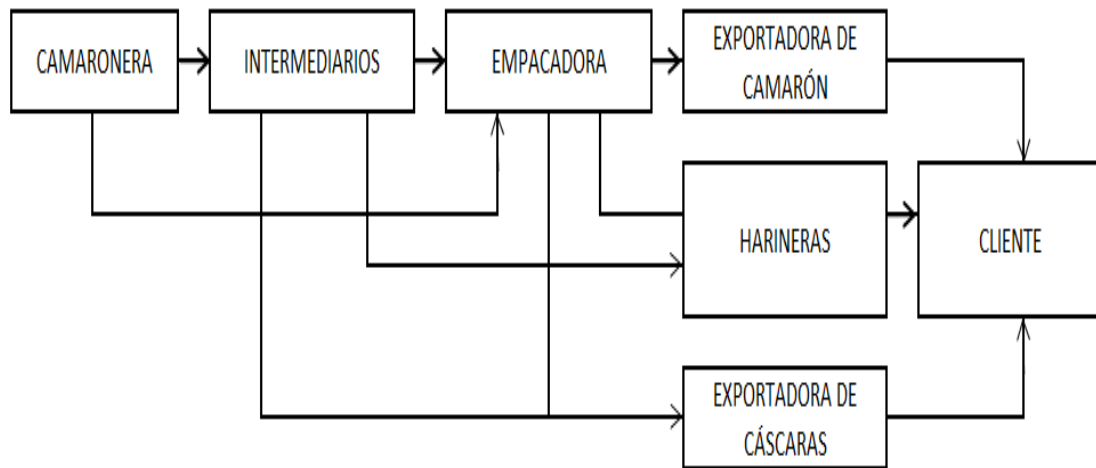 CAMARONERA
INTERMEDIARIOS
EMPACADORA
EXPORTADORA DE
CAMARÓN
HARINERAS
CLIENTE
EXPORTADORA DE
CÁSCARAS